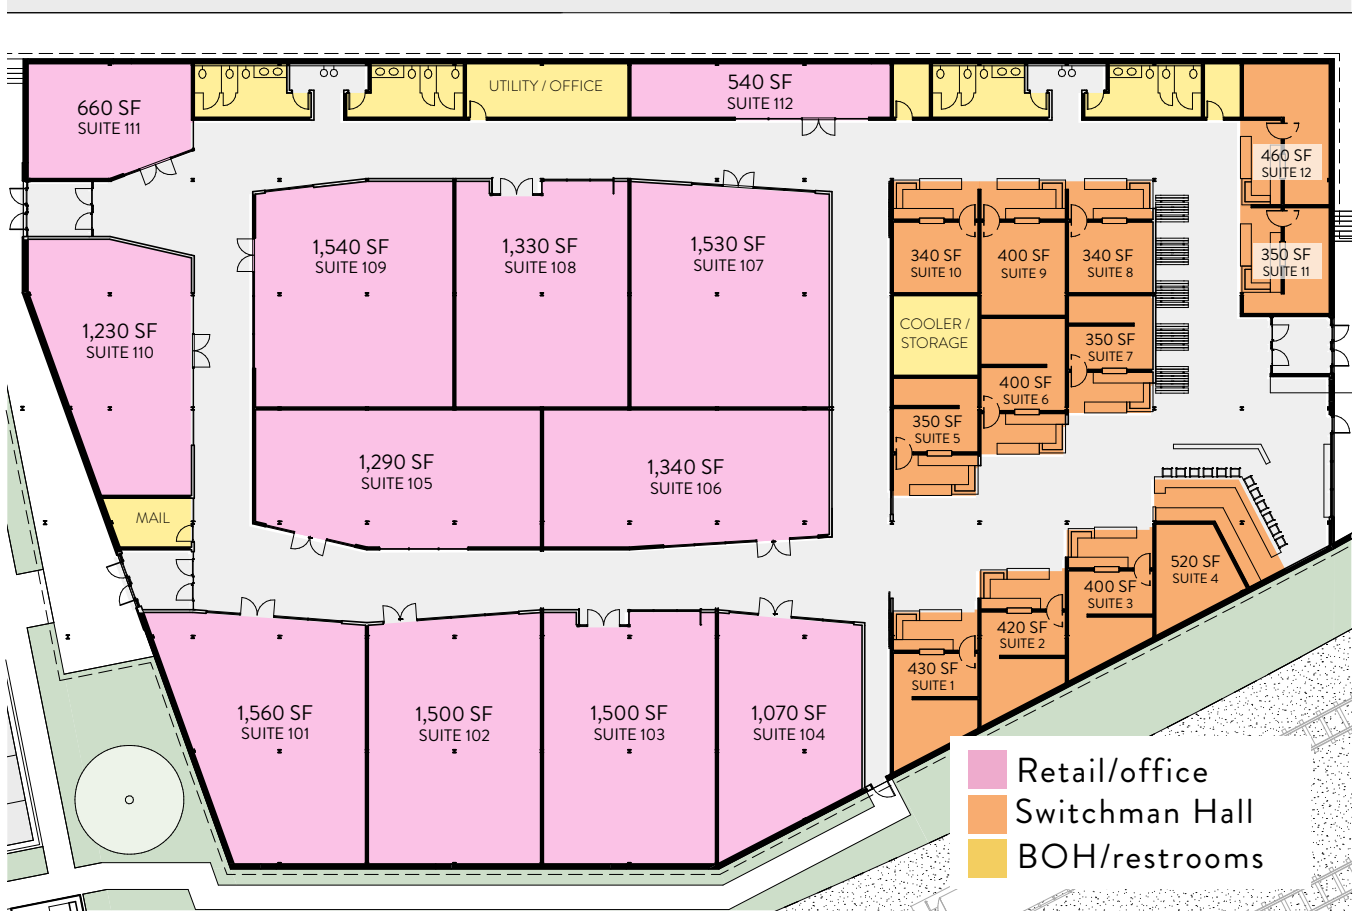 660 SF
SUITE 111
UTILITY / OFFICE
540 SF
SUITE 112
460 SF
SUITE 12
1,540 SF
SUITE 109
1,330 SF
SUITE 108
1,530 SF
SUITE 107
340 SF
SUITE 10
400 SF
SUITE 9
340 SF
SUITE 8
350 SF
SUITE 11
1,230 SF
SUITE 110
COOLER /
STORAGE
350 SF
SUITE 7
400 SF
SUITE 6
350 SF
SUITE 5
1,290 SF
SUITE 105
1,340 SF
SUITE 106
MAIL
520 SF
SUITE 4
400 SF
SUITE 3
420 SF
SUITE 2
430 SF
SUITE 1
1,560 SF
SUITE 101
1,500 SF
SUITE 102
1,500 SF
SUITE 103
1,070 SF
SUITE 104
Retail/office
Switchman Hall
BOH/restrooms